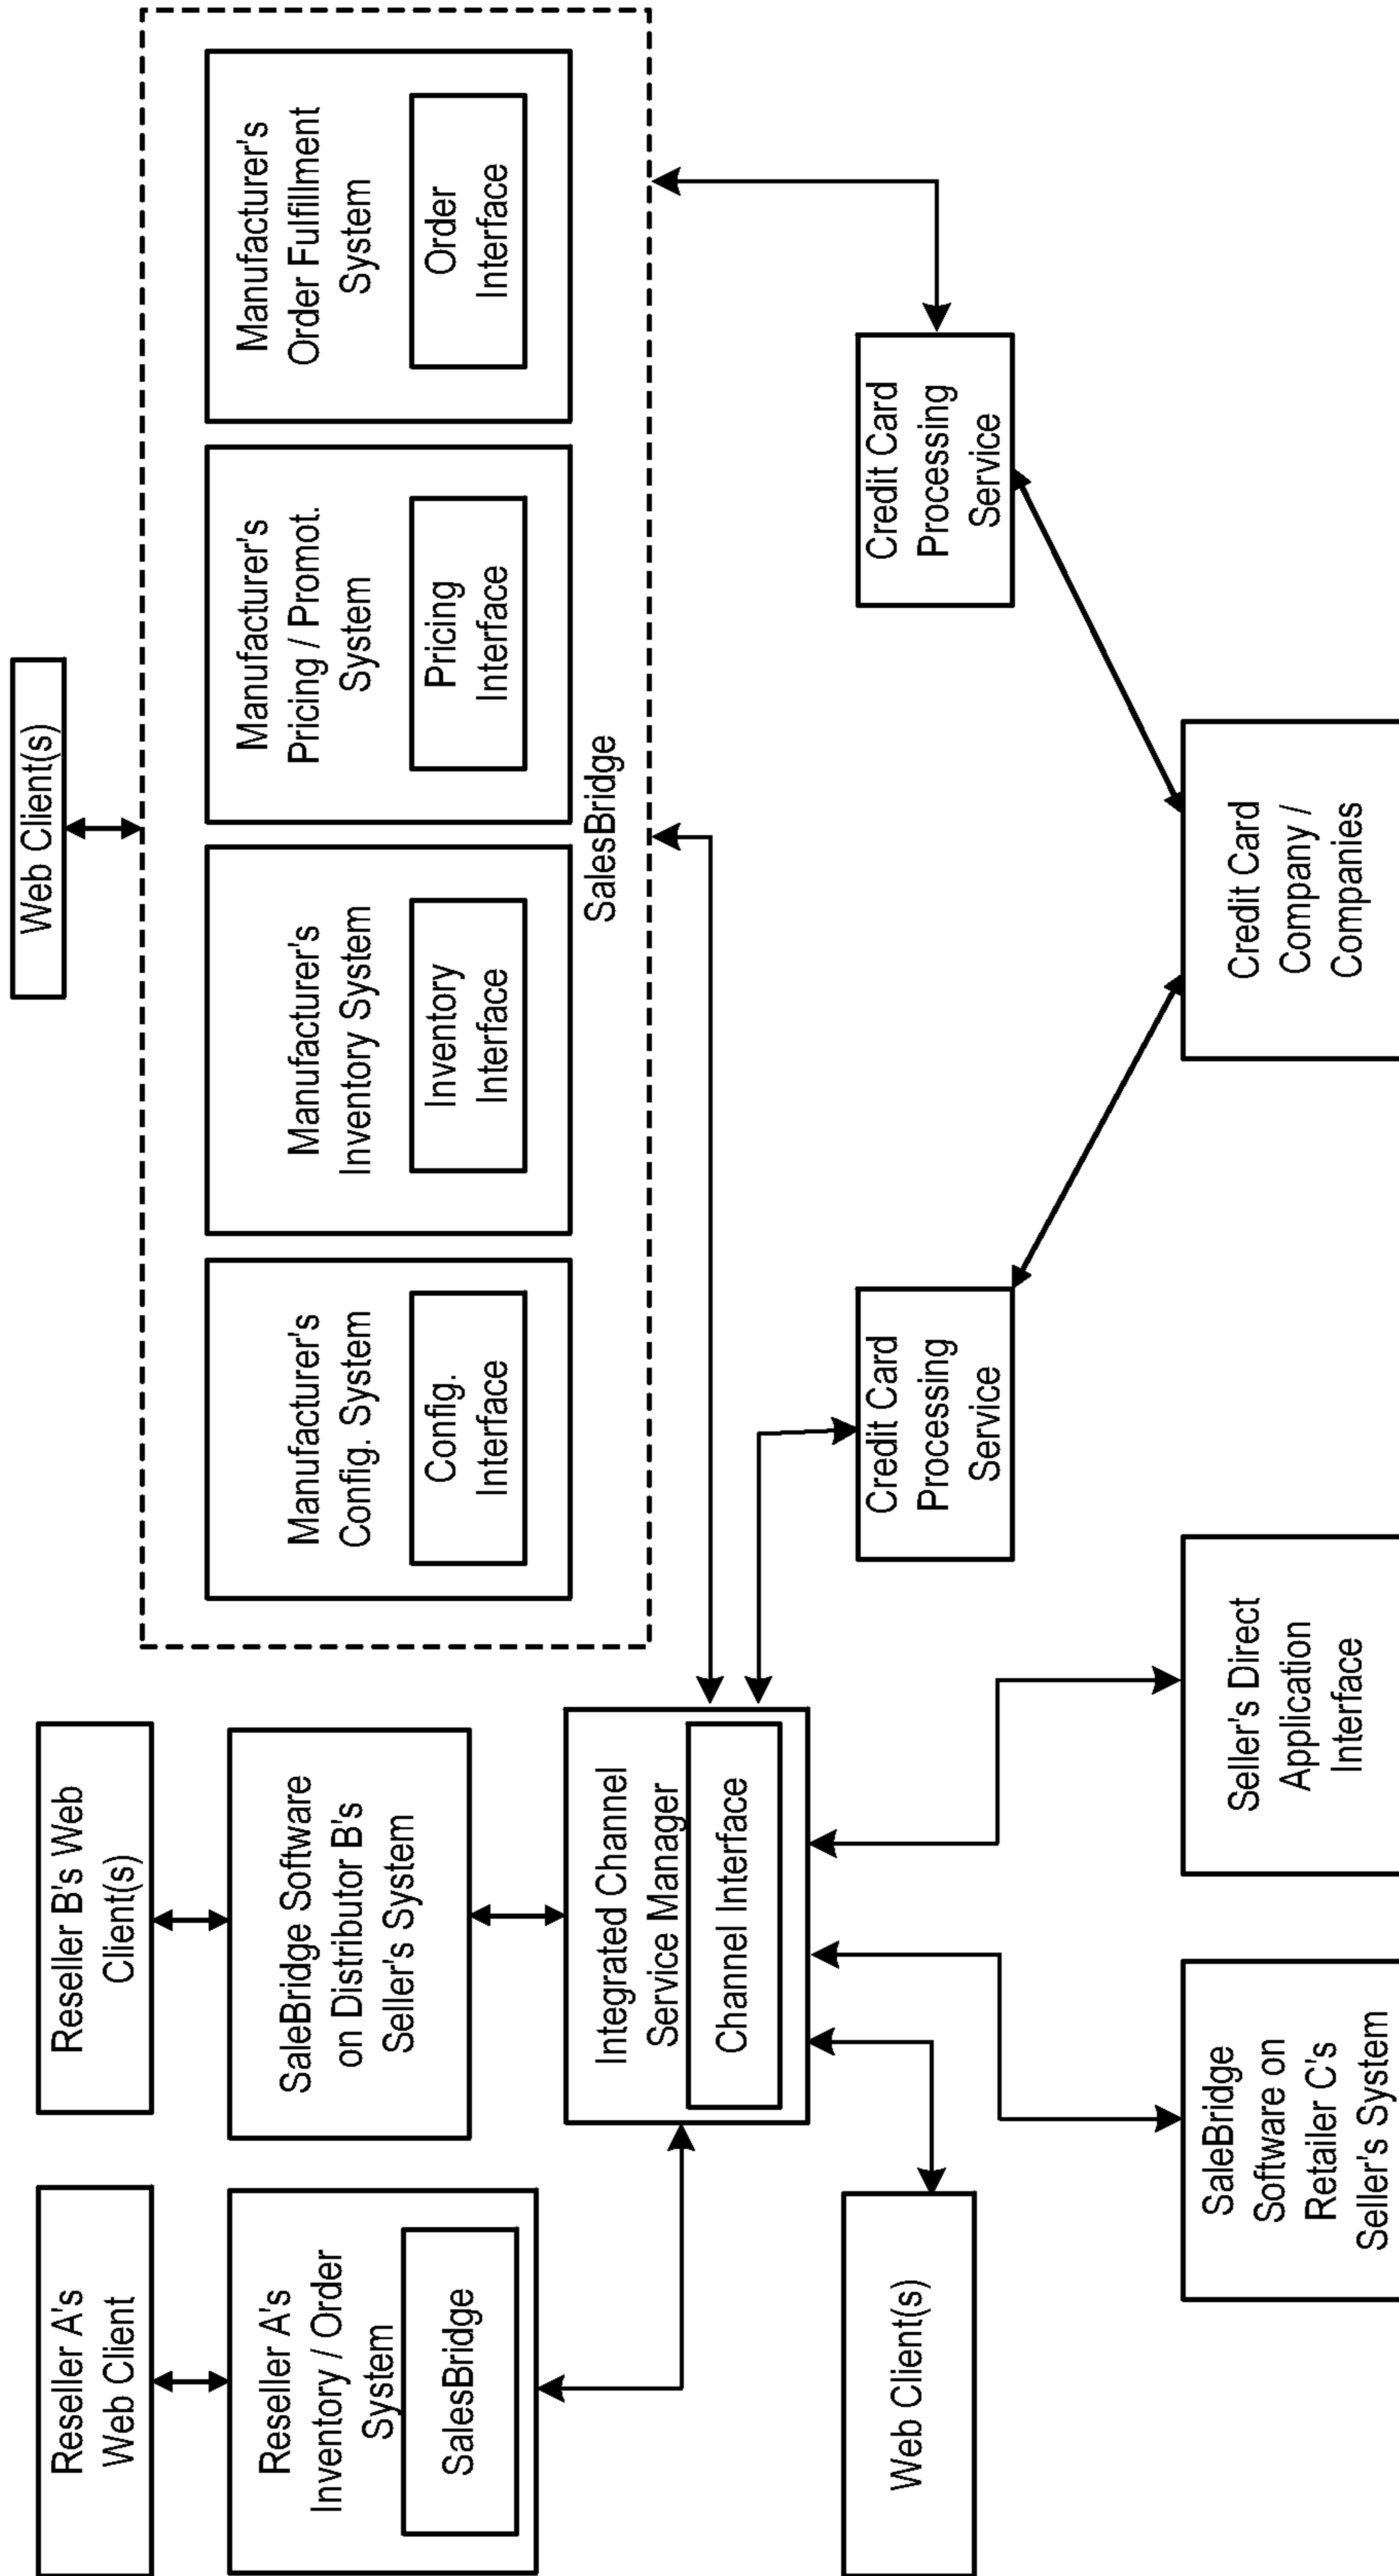 Reseller A's
Web Client
Reseller B's Web
Client(s)
Web Client(s)
Reseller A's
Inventory / Order
System
SalesBridge
SaleBridge Software
on Distributor B's
Seller's System
Manufacturer's
Config. System
Config.
Interface
Manufacturer's
Inventory System
Inventory
Interface
Manufacturer's
Pricing / Promot.
System
Pricing
Interface
Manufacturer's
Order Fulfillment
System
Order
Interface
SalesBridge
Integrated Channel
Service Manager
Channel Interface
Web Client(s)
Credit Card
Processing
Service
Credit Card
Processing
Service
SaleBridge
Software on
Retailer C's
Seller's System
Seller's Direct
Application
Interface
Credit Card
Company /
Companies